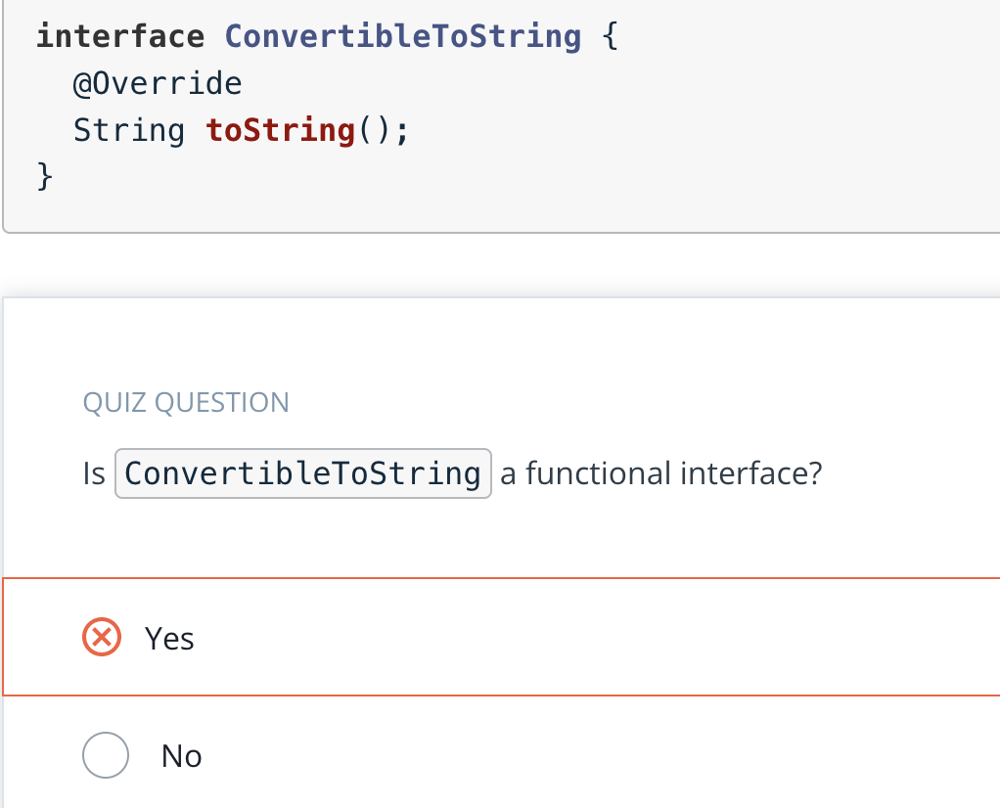 interface ConvertibleToString {
  @Override
  String toString();
}
QUIZ QUESTION
Is ConvertibleToString a functional interface?
Yes
No